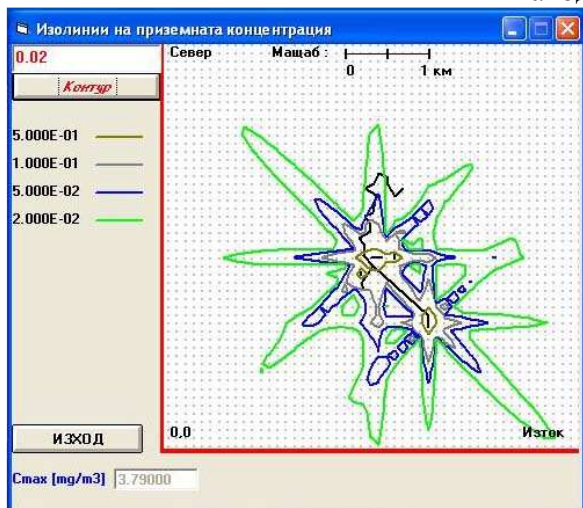 Изолинии на приземната концентрация
0.02
Север
Мащаб :
0
1 км
Контур
5.000E-01
1.000E-01
5.000E-02
2.000E-02
ИЗХОД
0,0
Изток
Cmax [mg/m3]
3.79000